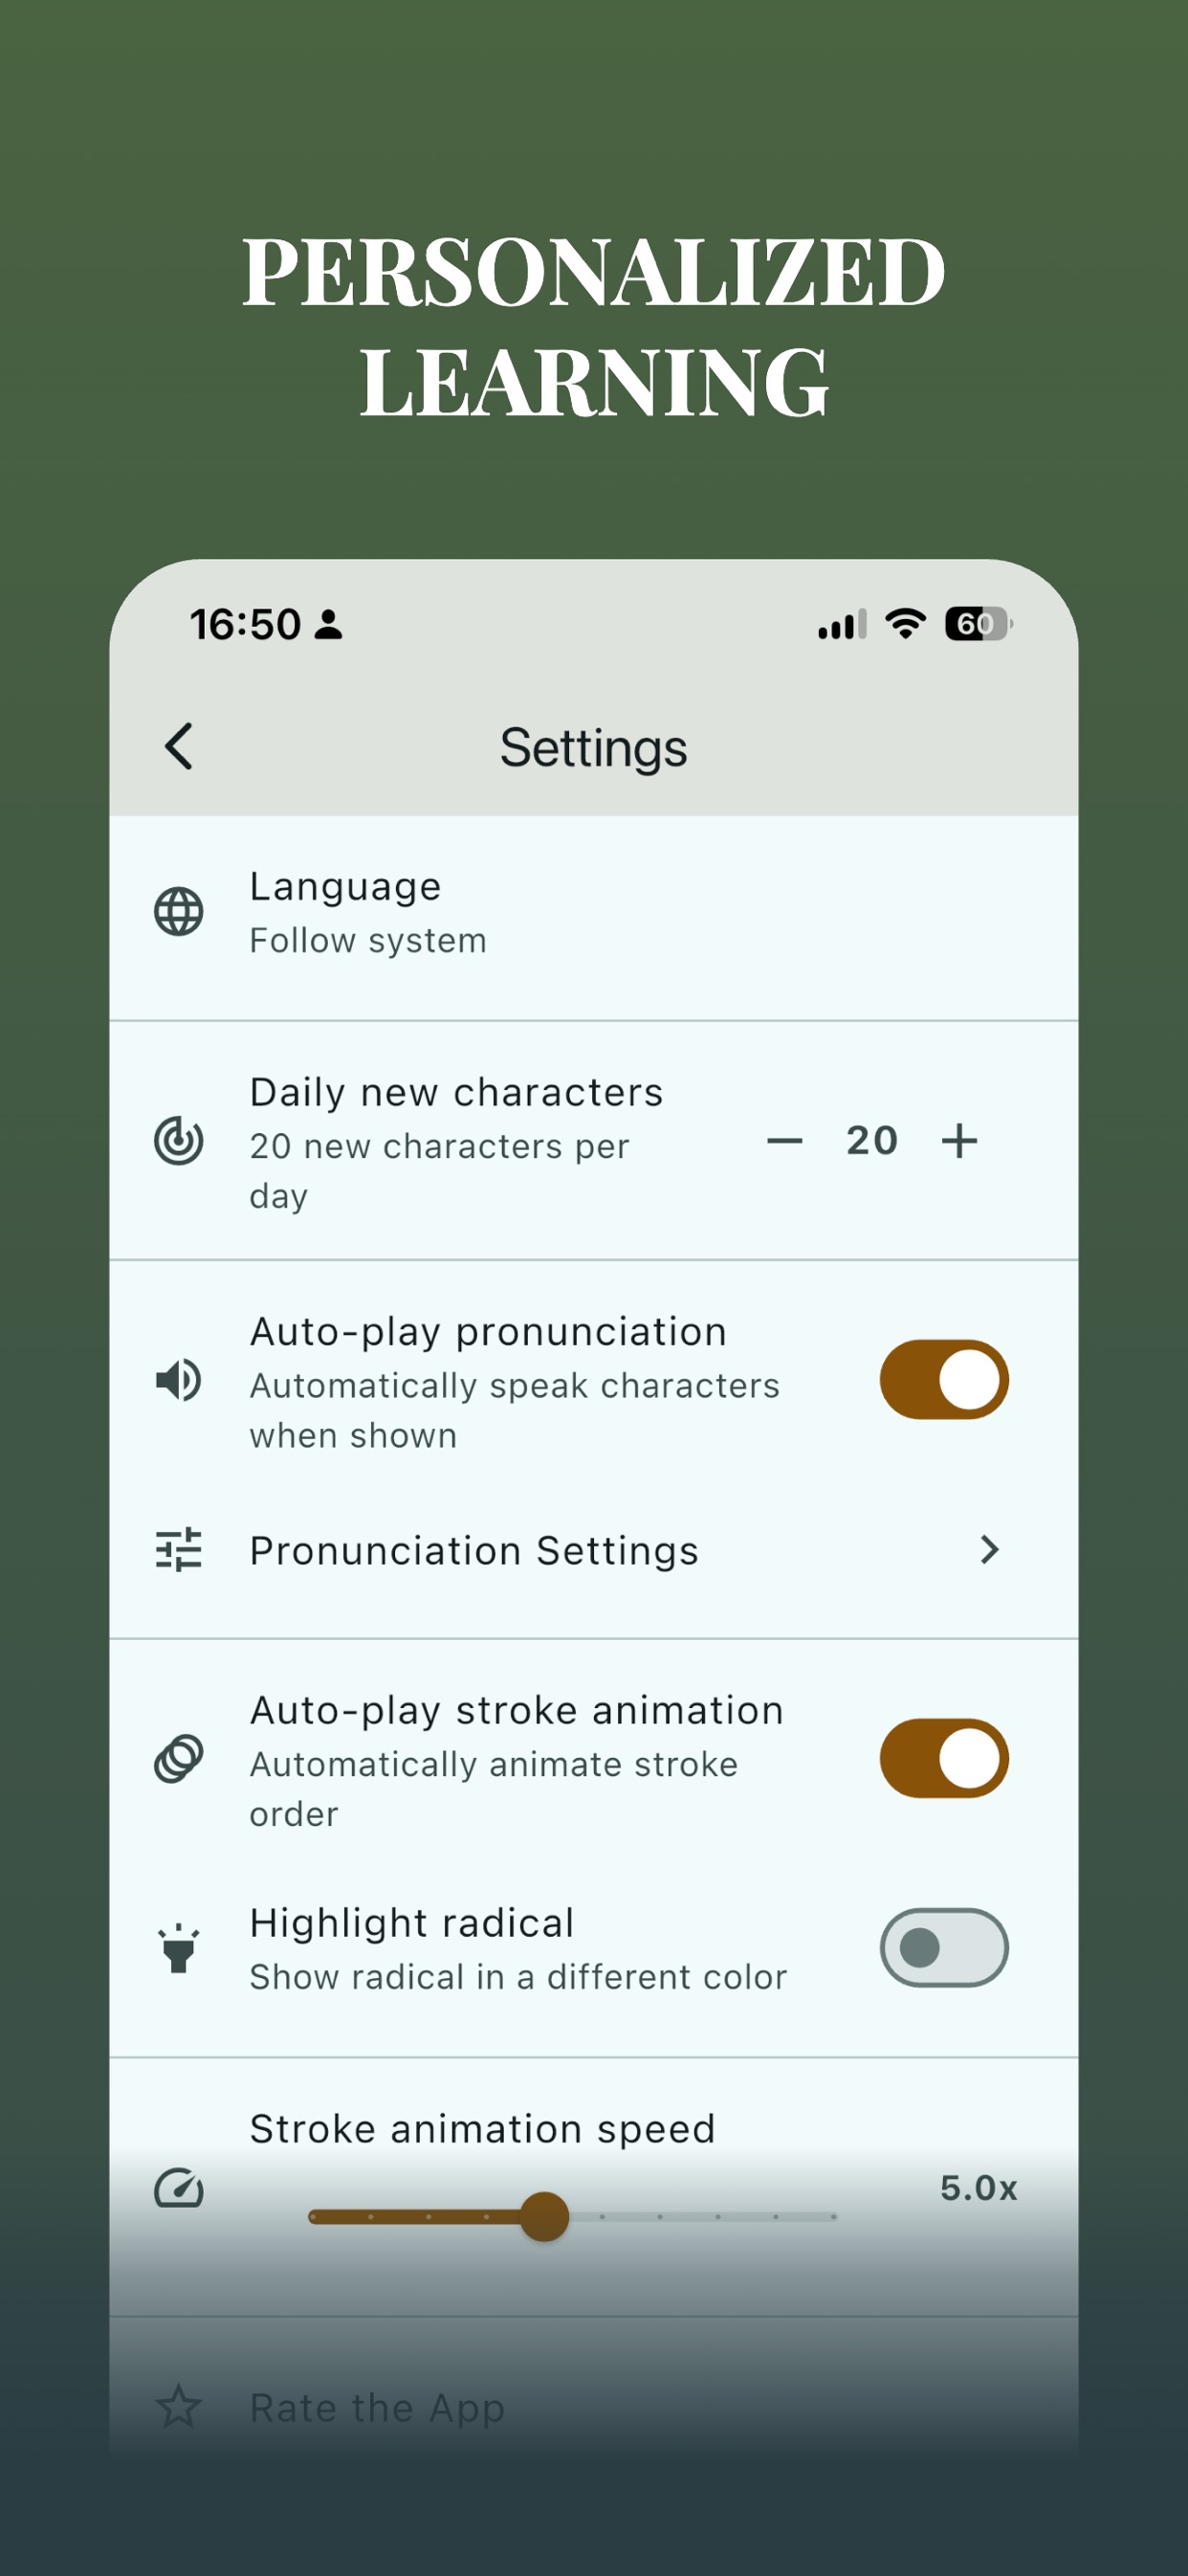 PERSONALIZED
LEARNING
16:50
60
Settings
Language
Follow system
Daily new characters
20 new characters per
day
20
Auto-play pronunciation
Automatically speak characters
when shown
Pronunciation Settings
Auto-play stroke animation
Automatically animate stroke
order
Highlight radical
Show radical in a different color
Stroke animation speed
5.0x
Rate the App